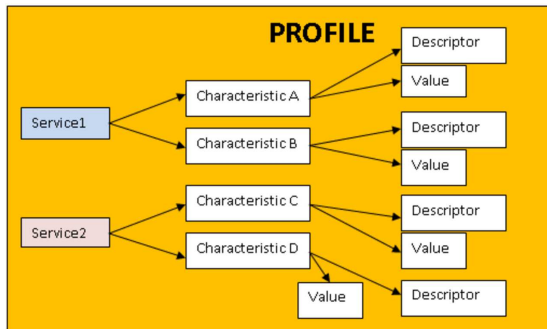 PROFILE
Descriptor
Value
Characteristic A
Service1
Characteristic B
Descriptor
Value
Characteristic C
Descriptor
Service2
Value
Characteristic D
Value
Descriptor